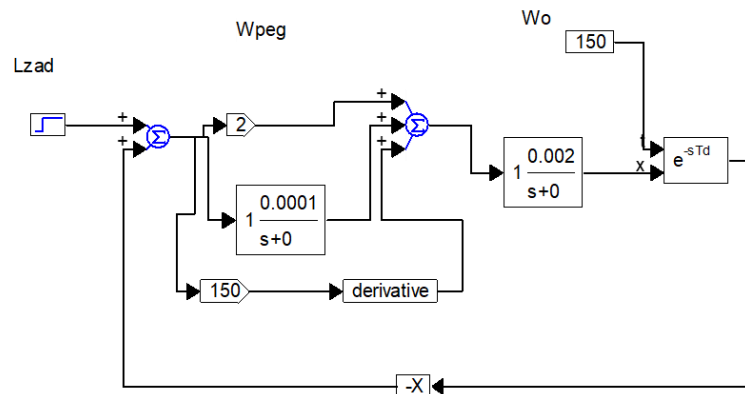 Wpeg
Wo
Lzad
150
+
+
Σ
2
+
+
+
Σ
t
x
e^-sTd
1 0.002
s+0
1 0.0001
s+0
150
derivative
-X